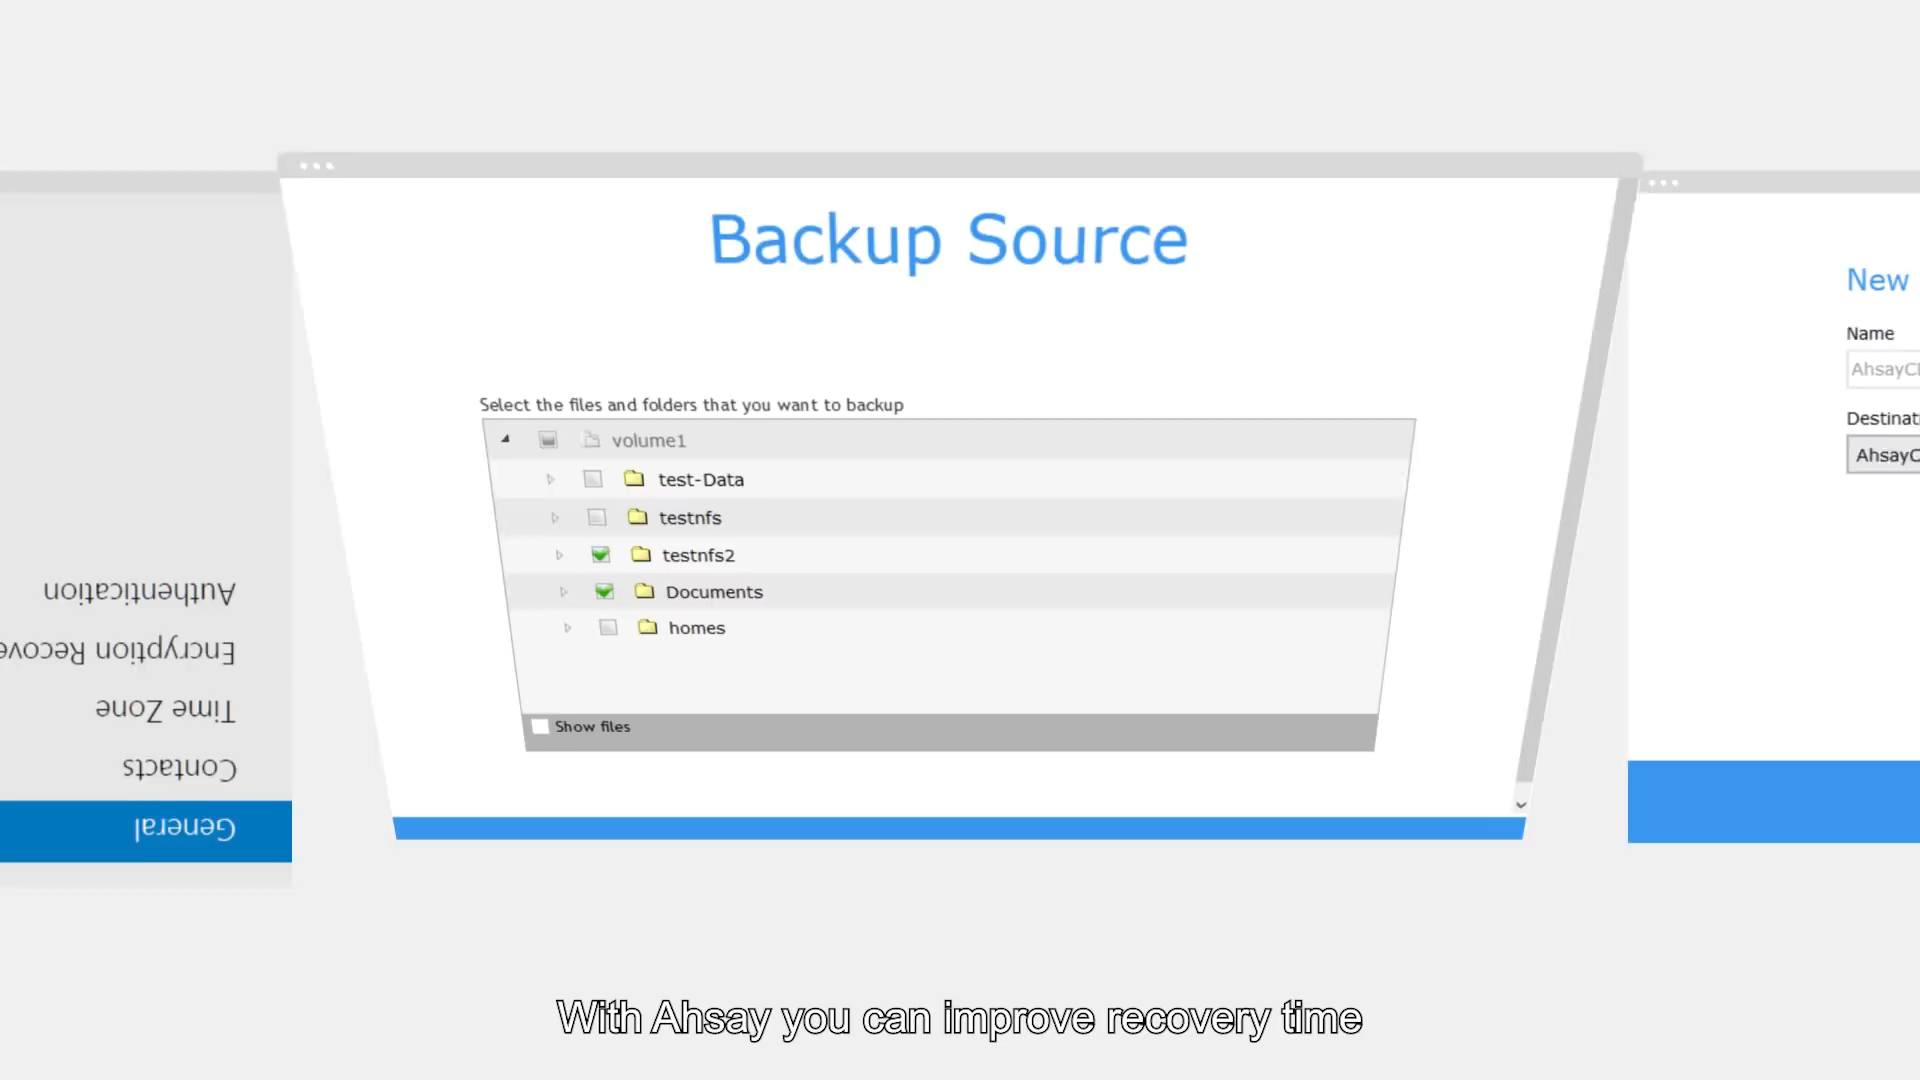 Backup Source
Select the files and folders that you want to backup
volume1
test-Data
testnfs
testnfs2
Documents
homes
Show files
Authentication
Encryption Recove
Time Zone
Contacts
General
New
Name
AhsayC
Destinat
AhsayC
With Ahsay you can improve recovery time